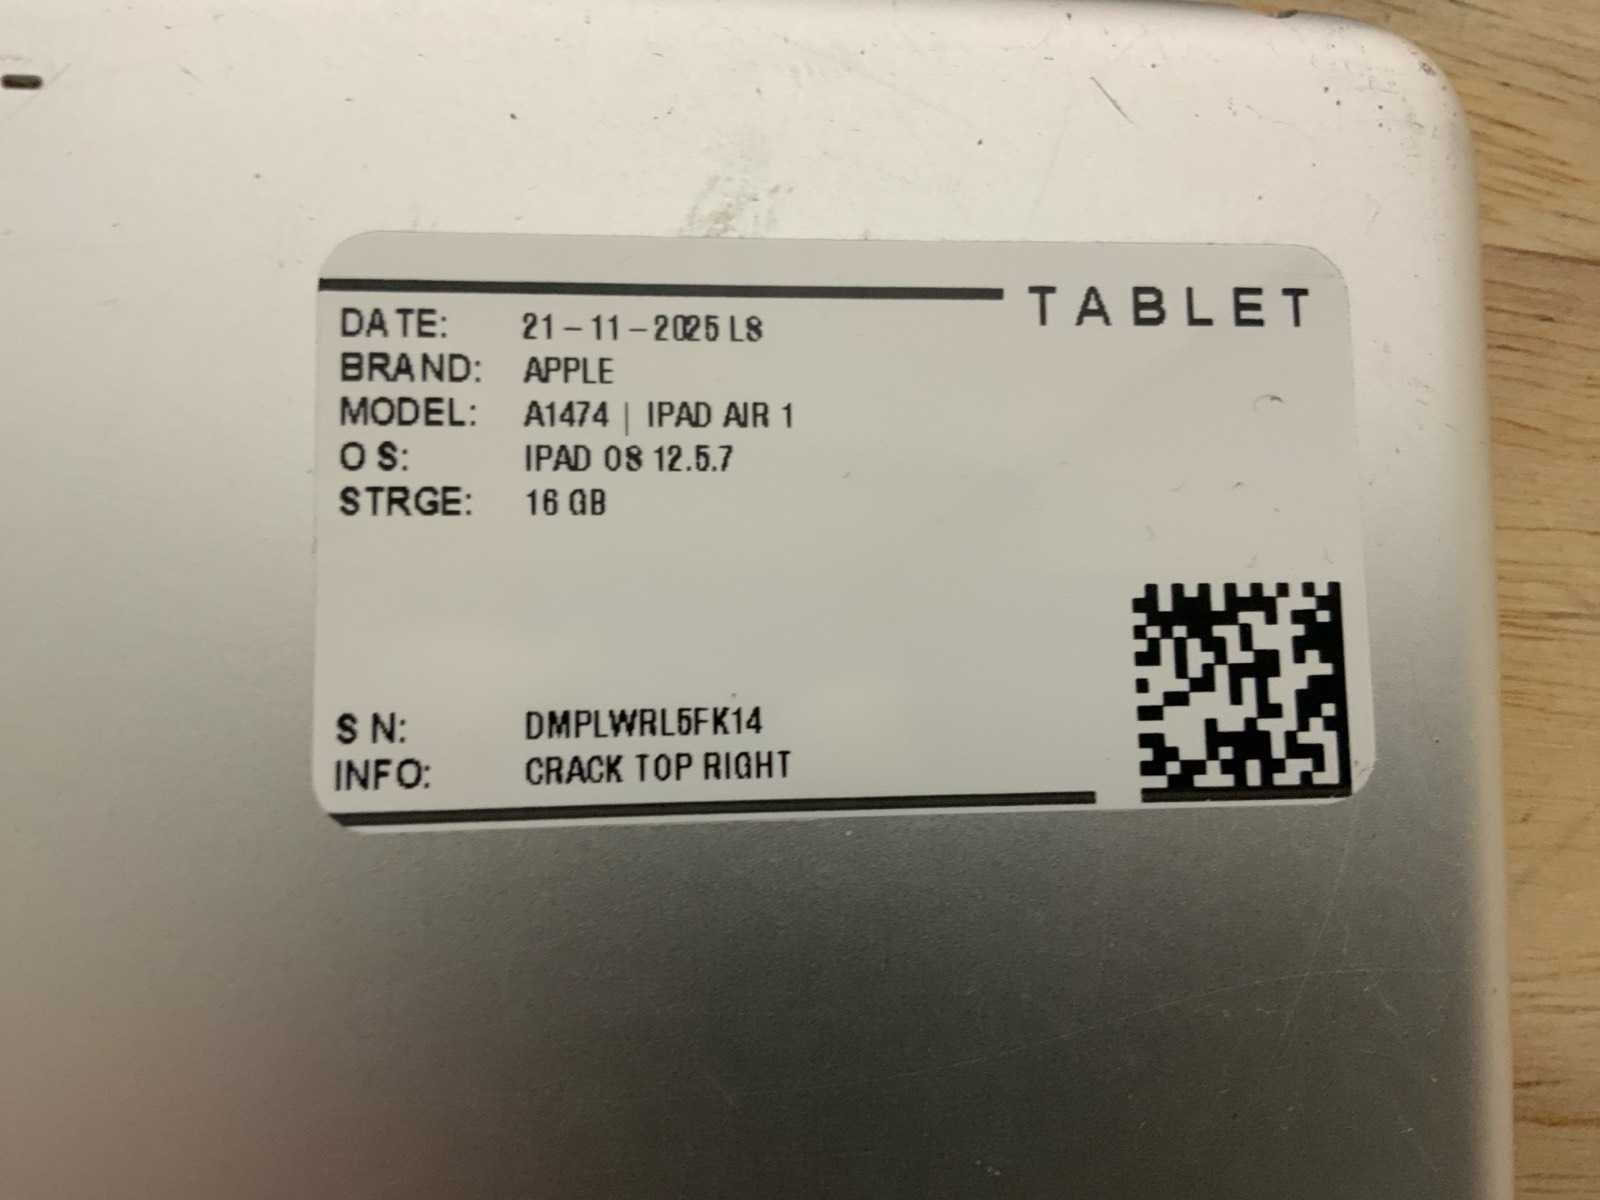 TABLET
DATE: 21-11-2025 LS
BRAND: APPLE
MODEL: A1474 | IPAD AIR 1
OS: IPAD OS 12.5.7
STRGE: 16 GB
SN: DMPLWRL5FK14
INFO: CRACK TOP RIGHT